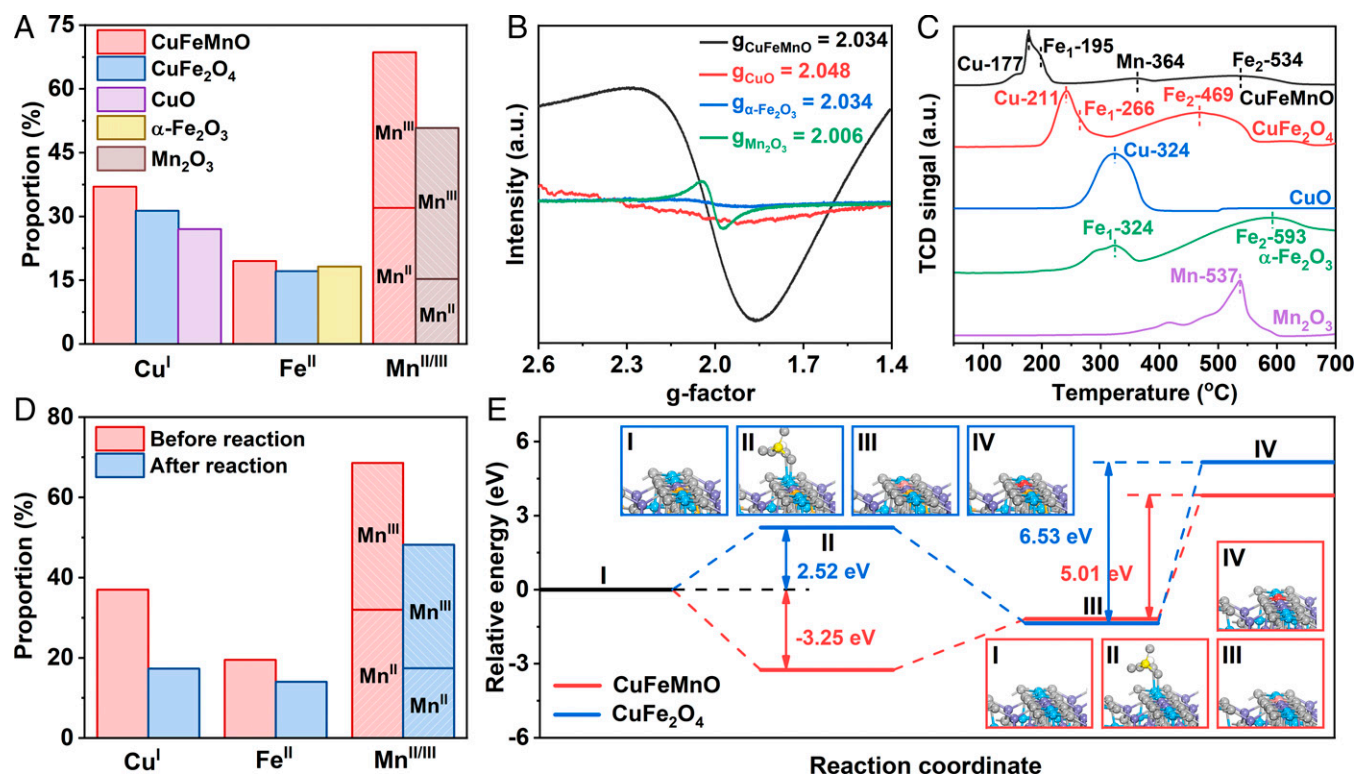 A
Proportion (%)
75
60
45
30
15
0
CuFeMnO
CuFe₂O₄
CuO
α-Fe₂O₃
Mn₂O₃
Mnᴵᴵᴵ
Mnᴵᴵ
Mnᴵᴵᴵ
Mnᴵᴵ
Cuᴵ
Feᴵᴵ
Mnᴵᴵ/ᴵᴵᴵ
B
Intensity (a.u.)
g CuFeMnO = 2.034
g CuO = 2.048
g α-Fe₂O₃ = 2.034
g Mn₂O₃ = 2.006
2.6 2.3 2.0 1.7 1.4
g-factor
C
TCD singal (a.u.)
Cu-177
Fe₁-195
Mn-364
Fe₂-534
CuFeMnO
Cu-211
Fe₁-266
Fe₂-469
CuFe₂O₄
Cu-324
CuO
Fe₁-324
Fe₂-593
α-Fe₂O₃
Mn-537
Mn₂O₃
100 200 300 400 500 600 700
Temperature (°C)
D
Proportion (%)
80
60
40
20
0
Before reaction
After reaction
Mnᴵᴵᴵ
Mnᴵᴵ
Mnᴵᴵᴵ
Mnᴵᴵ
Cuᴵ
Feᴵᴵ
Mnᴵᴵ/ᴵᴵᴵ
E
Relative energy (eV)
6
3
0
-3
-6
I
II
III
IV
I
II
2.52 eV
-3.25 eV
III
6.53 eV
5.01 eV
IV
IV
I
II
III
CuFeMnO
CuFe₂O₄
Reaction coordinate